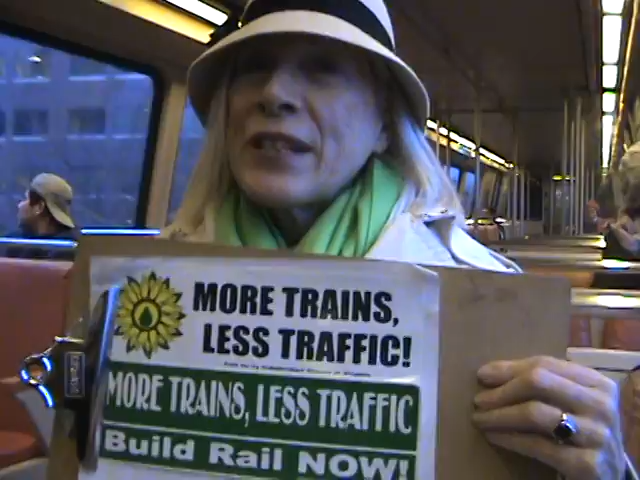 MORE TRAINS,
LESS TRAFFIC!
MORE TRAINS, LESS TRAFFIC
Build Rail NOW!